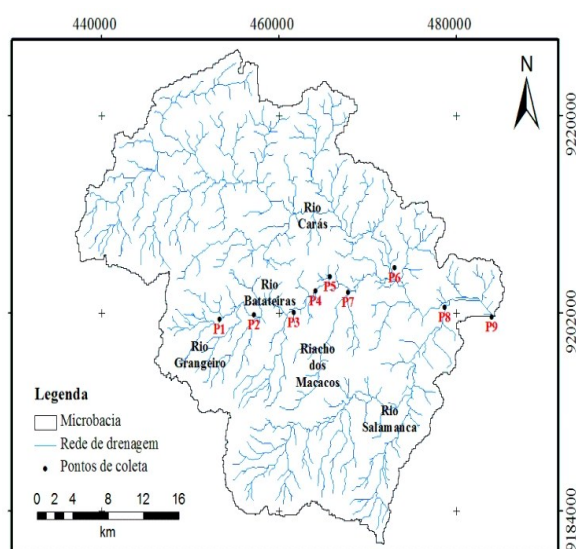 440000 460000 480000
N
9220000
Rio
Carás
P6
P5
Rio
Batateiras
P4
P7
P8
P3
P2
P1
P9
9202000
Rio
Grangeiro
Riacho
dos
Macacos
Rio
Salamanca
Legenda
Microbacia
Rede de drenagem
Pontos de coleta
0 2 4 8 12 16
km
9184000